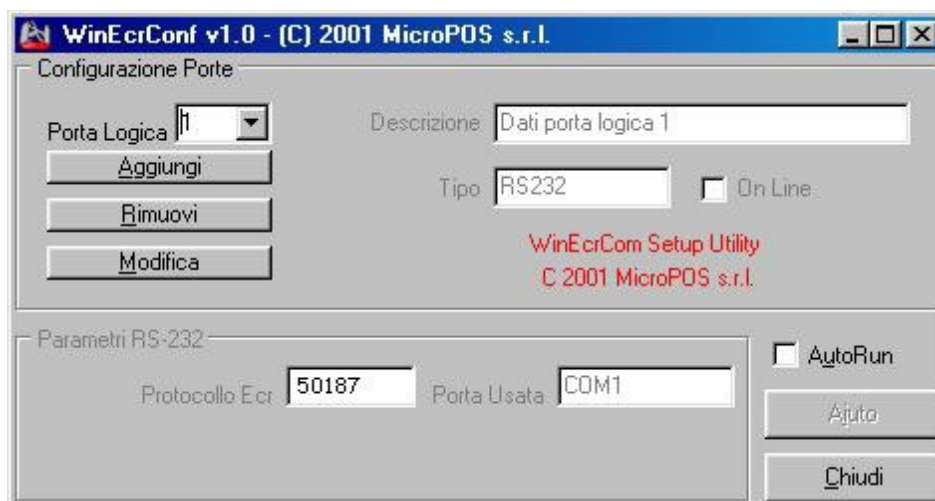 WinEcrConf v1.0 - (C) 2001 MicroPOS s.r.l.
Configurazione Porte
Porta Logica 1
Descrizione Dati porta logica 1
Aggiungi
Tipo RS232 On Line
Rimuovi
WinEcrCom Setup Utility
Modifica
C 2001 MicroPOS s.r.l.
Parametri RS-232
AutoRun
Protocollo Ecr 50187 Porta Usata COM1
Ajuto
Chiudi